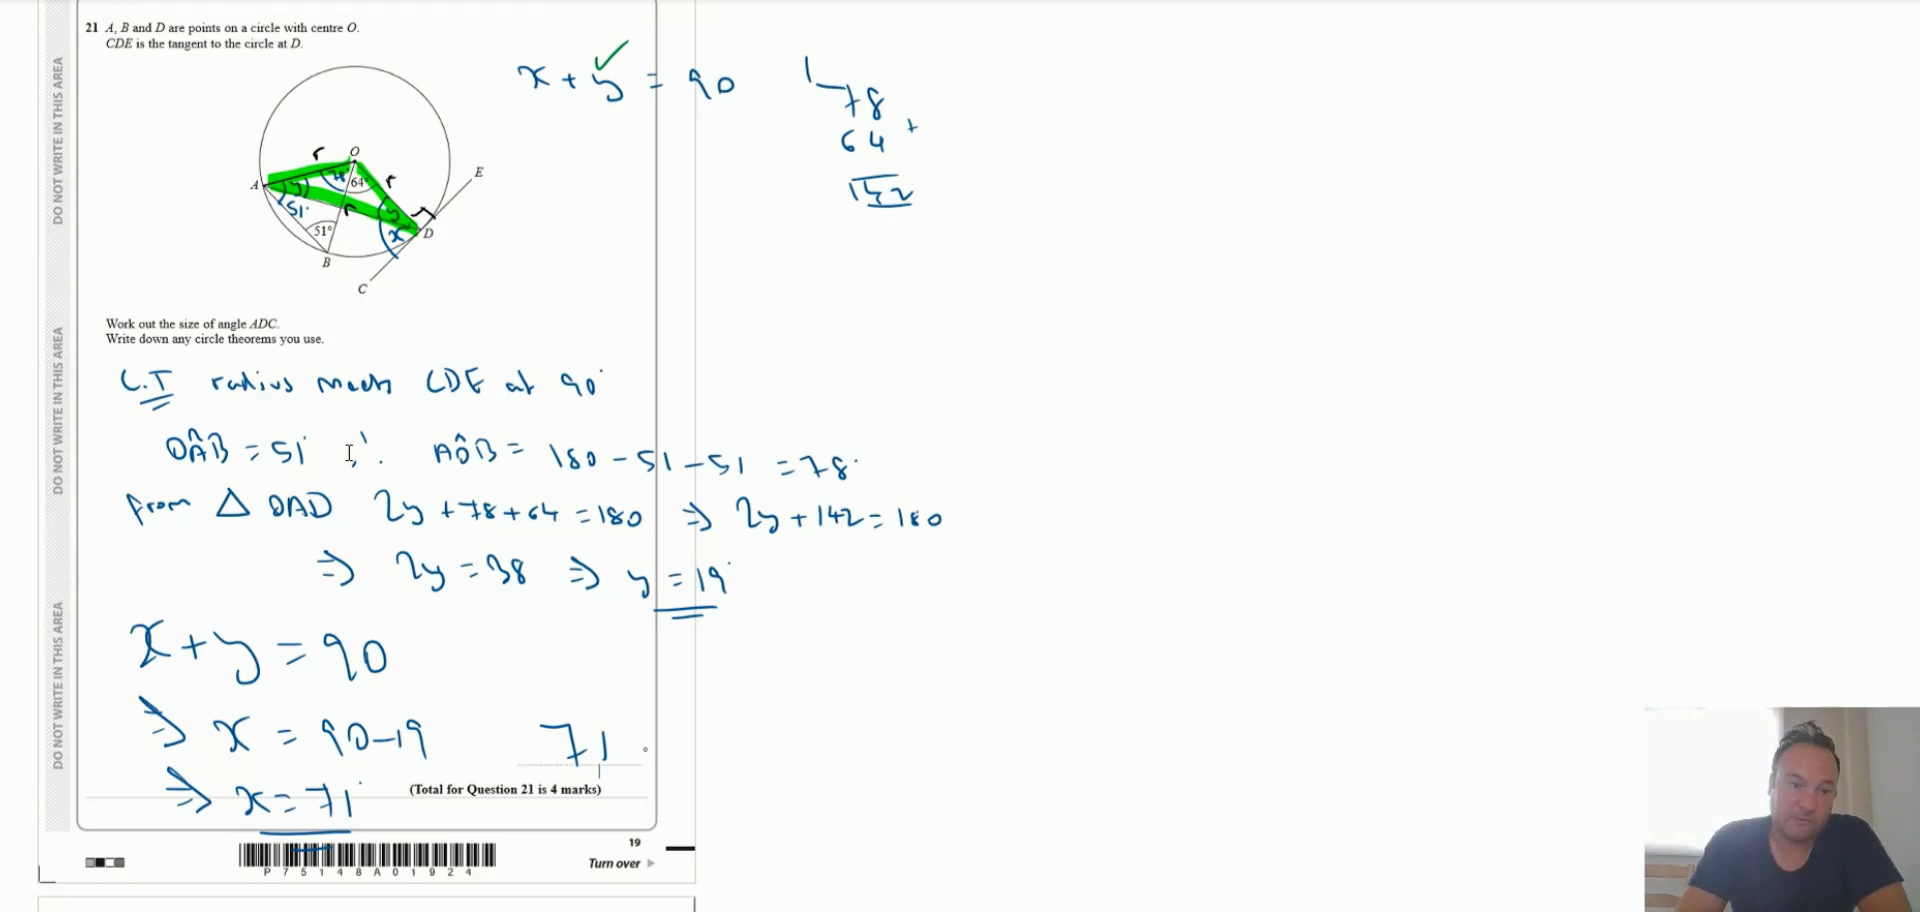 DO NOT WRITE IN THIS AREA
DO NOT WRITE IN THIS AREA
DO NOT WRITE IN THIS AREA
21 A, B and D are points on a circle with centre O.
CDE is the tangent to the circle at D.
x + y = 90
78
64 +
O
r
r
r
64°
A
y
y
51°
51°
x
B
C
D
E
Work out the size of angle ADC.
Write down any circle theorems you use.
C.T radius meets CDE at 90°
OÂB = 51° ∴ AÔB = 180 - 51 - 51 = 78°
From △ OAD 2y + 78 + 64 = 180 ⇒ 2y + 142 = 180
⇒ 2y = 38 ⇒ y = 19°
x + y = 90
⇒ x = 90 - 19
71 °
⇒ x = 71°
(Total for Question 21 is 4 marks)
19
Turn over
P 7 5 1 4 8 A 0 1 9 2 4